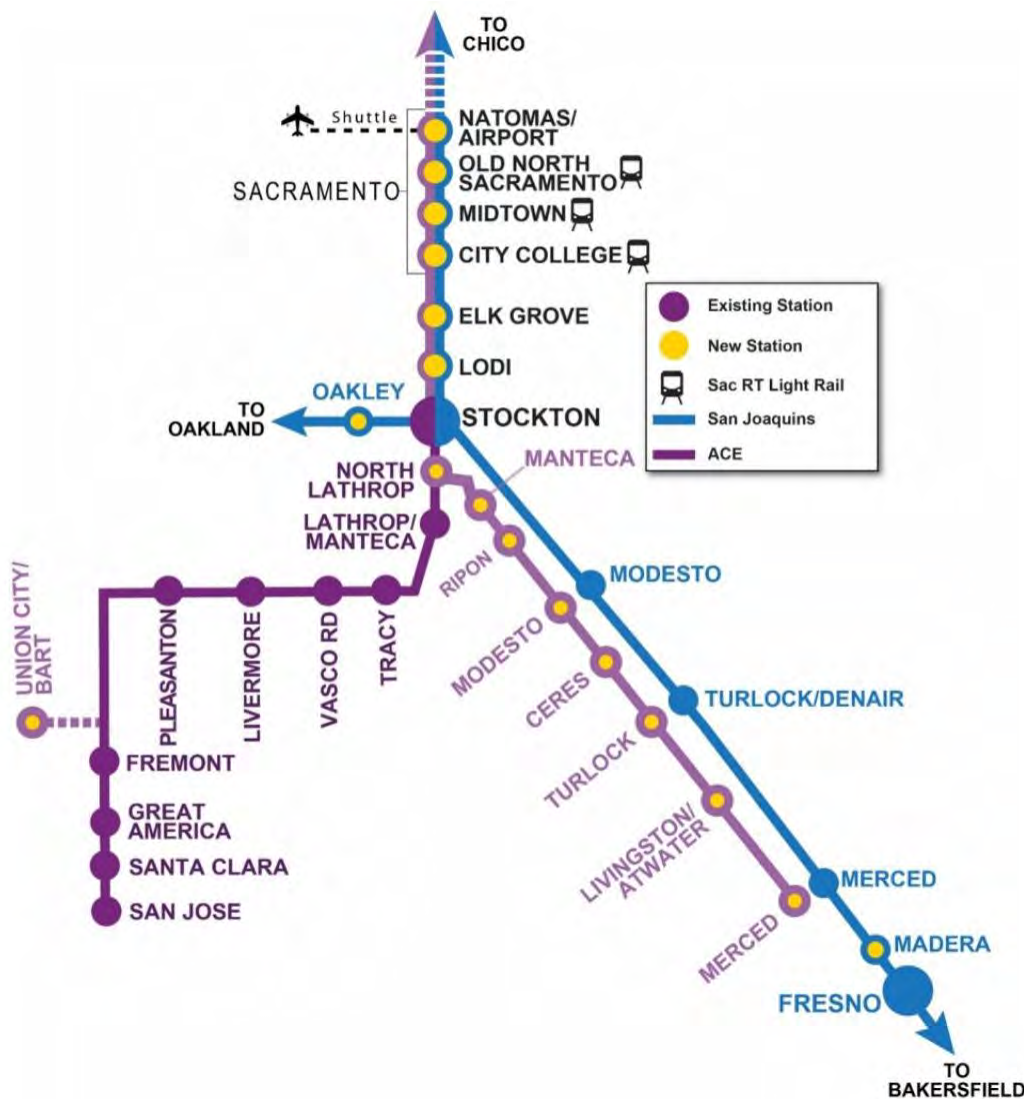 TO
CHICO
Shuttle
NATOMAS/
AIRPORT
OLD NORTH
SACRAMENTO
SACRAMENTO
MIDTOWN
CITY COLLEGE
ELK GROVE
LODI
Existing Station
New Station
Sac RT Light Rail
San Joaquins
ACE
OAKLEY
TO
OAKLAND
STOCKTON
NORTH
LATHROP
MANTECA
LATHROP/
MANTECA
RIPON
MODESTO
MODESTO
UNION CITY/
BART
PLEASANTON
LIVERMORE
VASCO RD
TRACY
CERES
TURLOCK/DENAIR
TURLOCK
FREMONT
GREAT
AMERICA
SANTA CLARA
SAN JOSE
LIVINGSTON/
ATWATER
MERCED
MERCED
MADERA
FRESNO
TO
BAKERSFIELD